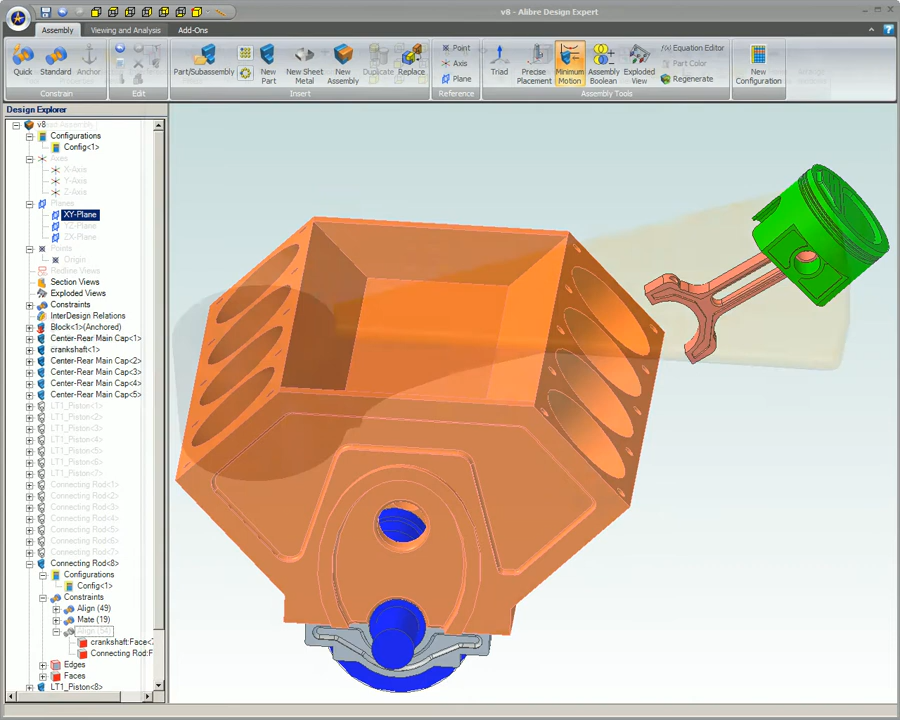 v8 - Alibre Design Expert
Assembly
Viewing and Analysis
Add-Ons
Quick
Standard
Anchor
Constrain
Edit
Part/Subassembly
New Part
New Sheet Metal
New Assembly
Duplicate
Replace
Insert
Point
Axis
Plane
Reference
Triad
Precise Placement
Minimum Motion
Assembly Boolean
Exploded View
Equation Editor
Part Color
Regenerate
Assembly Tools
New Configuration
Design Explorer
v8
Configurations
Config<1>
Axes
X-Axis
Y-Axis
Z-Axis
Planes
XY-Plane
YZ-Plane
ZX-Plane
Points
Origin
Redline Views
Section Views
Exploded Views
Constraints
InterDesign Relations
Block<1>(Anchored)
Center-Rear Main Cap<1>
crankshaft<1>
Center-Rear Main Cap<2>
Center-Rear Main Cap<3>
Center-Rear Main Cap<4>
Center-Rear Main Cap<5>
LT1_Piston<1>
LT1_Piston<2>
LT1_Piston<3>
LT1_Piston<4>
LT1_Piston<5>
LT1_Piston<6>
LT1_Piston<7>
Connecting Rod<1>
Connecting Rod<2>
Connecting Rod<3>
Connecting Rod<4>
Connecting Rod<5>
Connecting Rod<6>
Connecting Rod<7>
Connecting Rod<8>
Configurations
Config<1>
Constraints
Align (49)
Mate (19)
Align (54)
crankshaft:Face<
Connecting Rod:F
Edges
Faces
LT1_Piston<8>